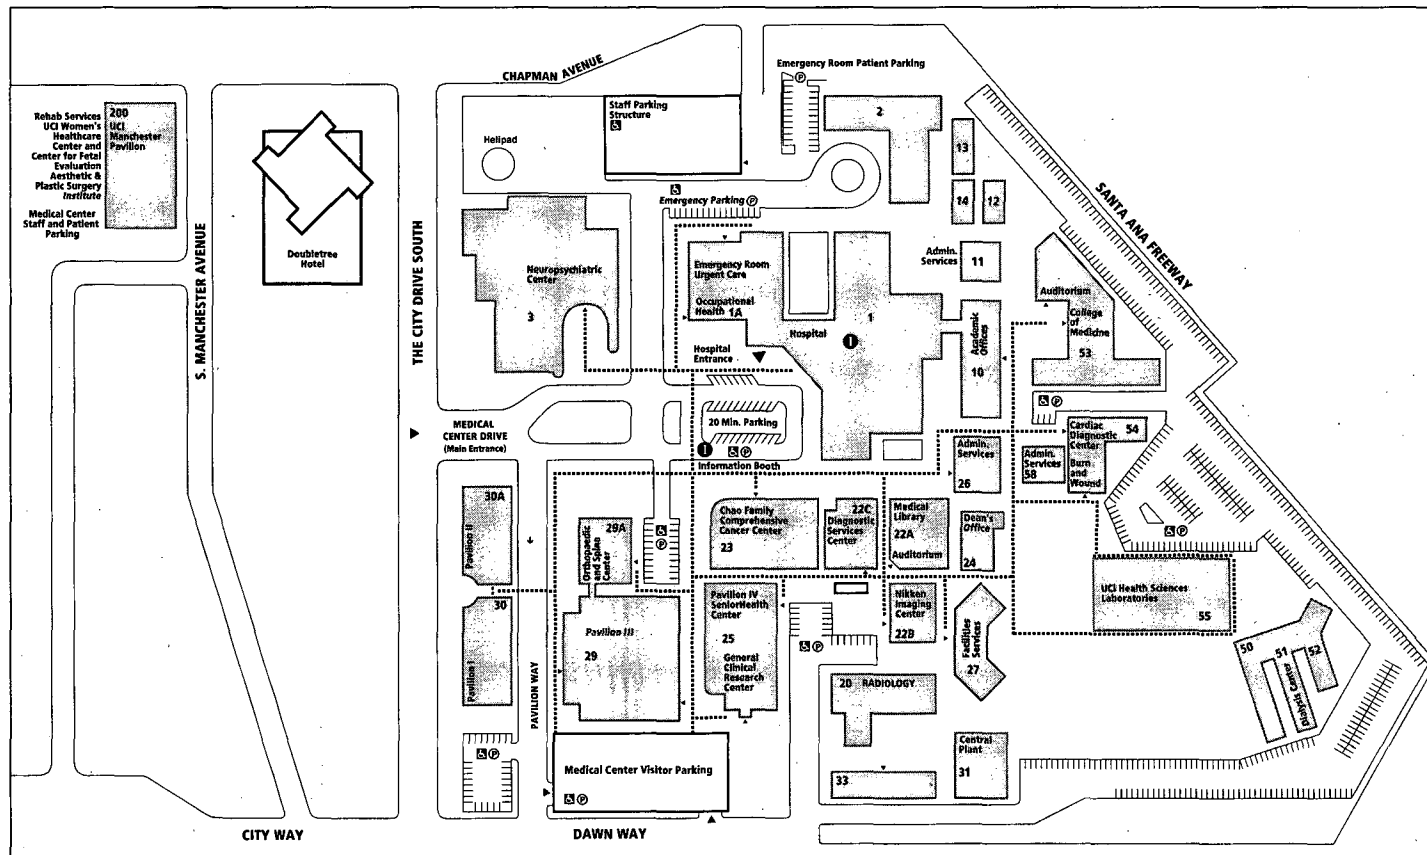 CHAPMAN AVENUE
Emergency Room Patient Parking
P
Staff Parking
Structure
2
200
UCI
Manchester
Pavilion
Rehab Services
UCI Women's
Healthcare
Center and
Center for Fetal
Evaluation
Aesthetic &
Plastic Surgery
Institute
Medical Center
Staff and Patient
Parking
Helipad
13
14
12
Emergency Parking P
SANTA ANA FREEWAY
S. MANCHESTER AVENUE
Doubletree
Hotel
THE CITY DRIVE SOUTH
Neuropsychiatric
Center
3
Emergency Room
Urgent Care
Occupational
Health 1A
Hospital
1
I
Hospital
Entrance
Admin.
Services
11
Academic
Offices
10
Auditorium
College
of
Medicine
53
P
MEDICAL
CENTER DRIVE
(Main Entrance)
20 Min. Parking
I
P
Information Booth
Admin.
Services
26
Admin.
Services
58
Cardiac
Diagnostic
Center
54
Burn
and
Wound
30A
Pavilion II
29A
Orthopaedic
and Spine
Center
P
Chao Family
Comprehensive
Cancer Center
23
22C
Diagnostic
Services
Center
Medical
Library
22A
Auditorium
Dean's
Office
24
P
UCI Health Sciences
Laboratories
55
30
Pavilion I
Pavilion III
29
Pavilion IV
SeniorHealth
Center
25
General
Clinical
Research
Center
P
Nikken
Imaging
Center
22B
Facilities
Services
27
50
51
52
Dialysis Center
PAVILION WAY
20 RADIOLOGY
P
Medical Center Visitor Parking
P
33
Central
Plant
31
CITY WAY
DAWN WAY